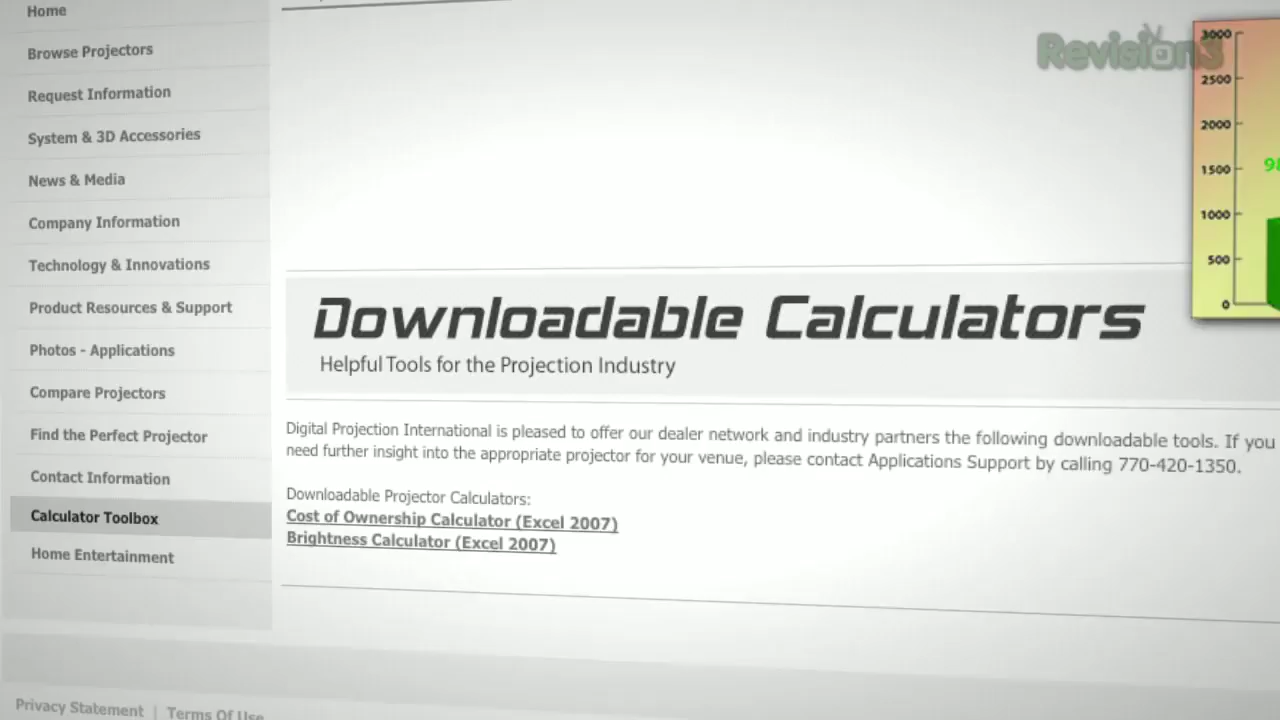 Home
Browse Projectors
Request Information
System & 3D Accessories
News & Media
Company Information
Technology & Innovations
Product Resources & Support
Photos - Applications
Compare Projectors
Find the Perfect Projector
Contact Information
Calculator Toolbox
Home Entertainment
Privacy Statement | Terms Of Use
Downloadable Calculators
Helpful Tools for the Projection Industry
Digital Projection International is pleased to offer our dealer network and industry partners the following downloadable tools. If you
need further insight into the appropriate projector for your venue, please contact Applications Support by calling 770-420-1350.
Downloadable Projector Calculators:
Cost of Ownership Calculator (Excel 2007)
Brightness Calculator (Excel 2007)
Revisions
3000
2500
2000
1500
1000
500
0